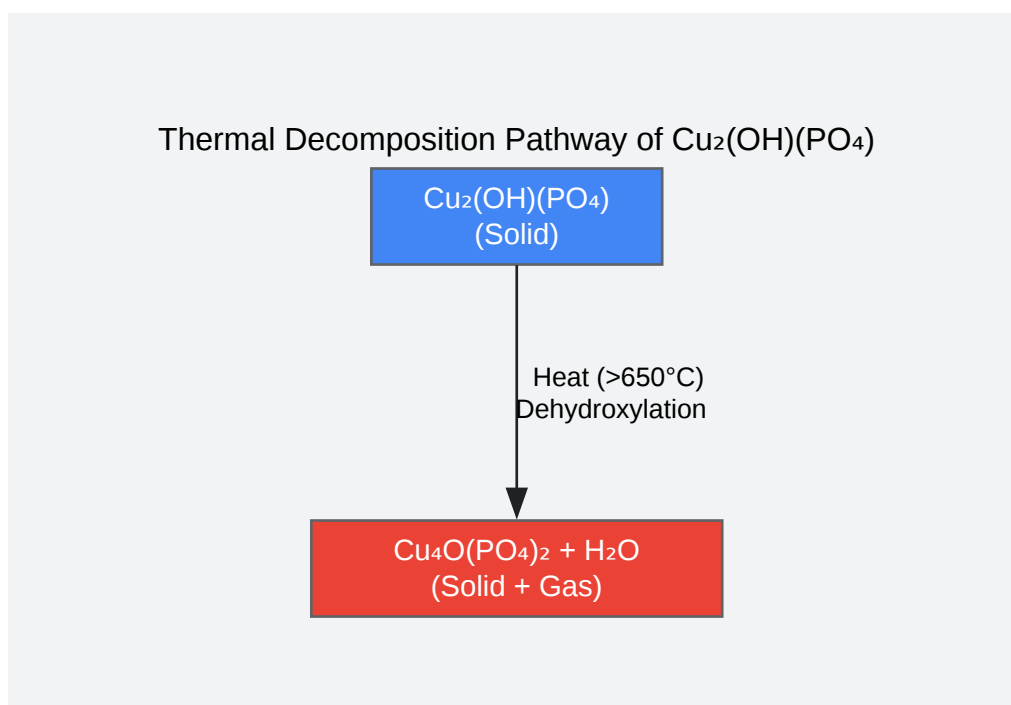 Thermal Decomposition Pathway of Cu₂(OH)(PO₄)
Cu₂(OH)(PO₄)
(Solid)
Heat (>650°C)
Dehydroxylation
Cu₄O(PO₄)₂ + H₂O
(Solid + Gas)